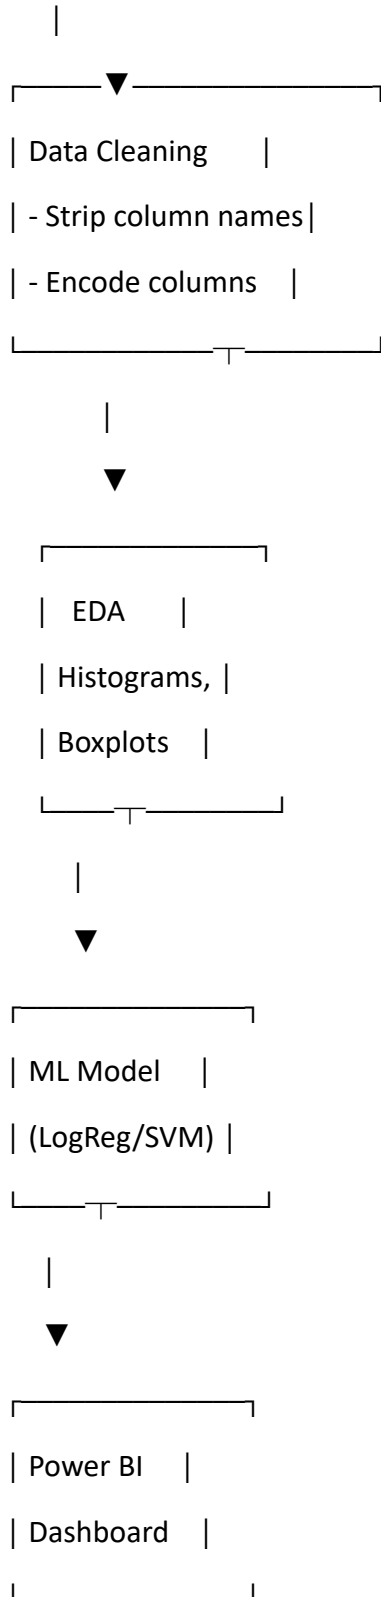 |
┌────▼────────────┐
| Data Cleaning |
| - Strip column names|
| - Encode columns |
└──────────┬───────┘
|
▼
┌───────────┐
| EDA |
| Histograms, |
| Boxplots |
└───┬───────┘
|
▼
┌────────────┐
| ML Model |
| (LogReg/SVM) |
└───┬────────┘
|
▼
┌────────────┐
| Power BI |
| Dashboard |
└────────────┘